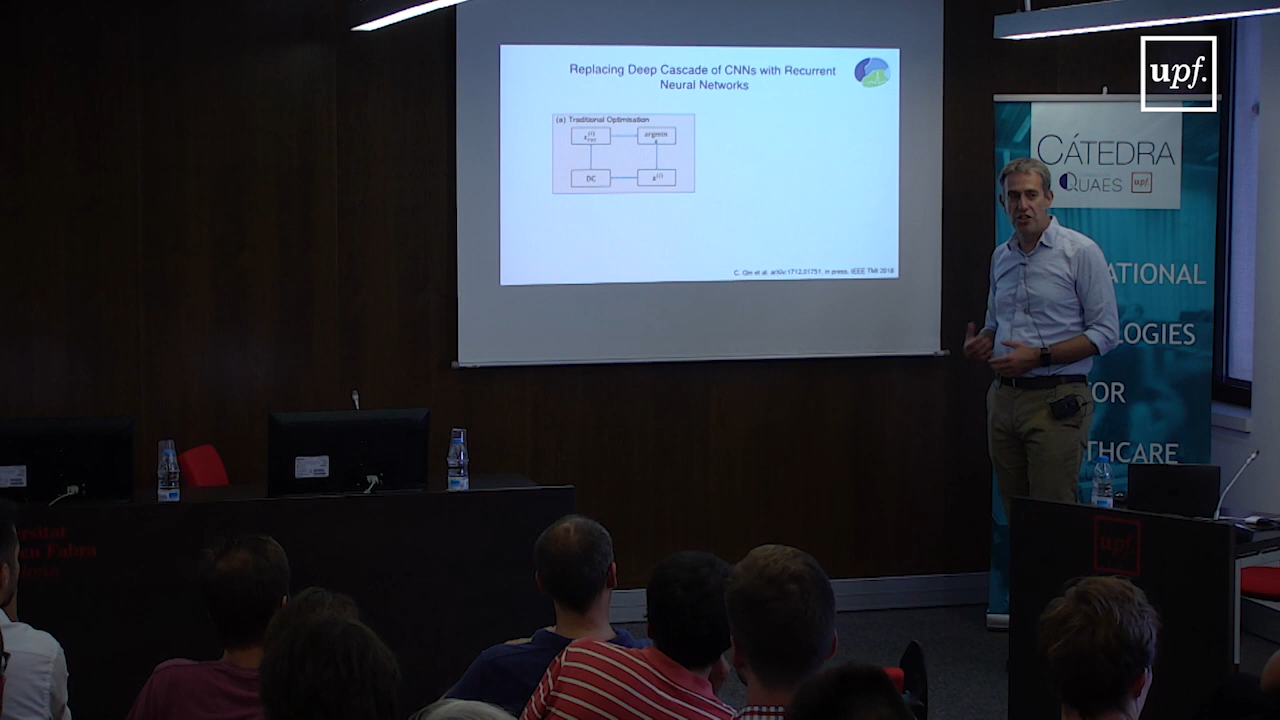 Replacing Deep Cascade of CNNs with Recurrent
Neural Networks
(a) Traditional Optimisation
argmin
x
DC
x⁽ⁱ⁾
C. Qin et al. arXiv:1712.01751, in press, IEEE TMI 2018
upf.
CÁTEDRA
QUAES upf.
ATIONAL
LOGIES
OR
THCARE
upf.